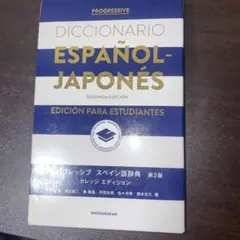 PROGRESSIVE
DICCIONARIO
ESPAÑOL-
JAPONÉS
SEGUNDA EDICIÓN
EDICIÓN PARA ESTUDIANTES
プログレッシブ スペイン語辞典 第2版
カレッジ エディション
SHOGAKUKAN